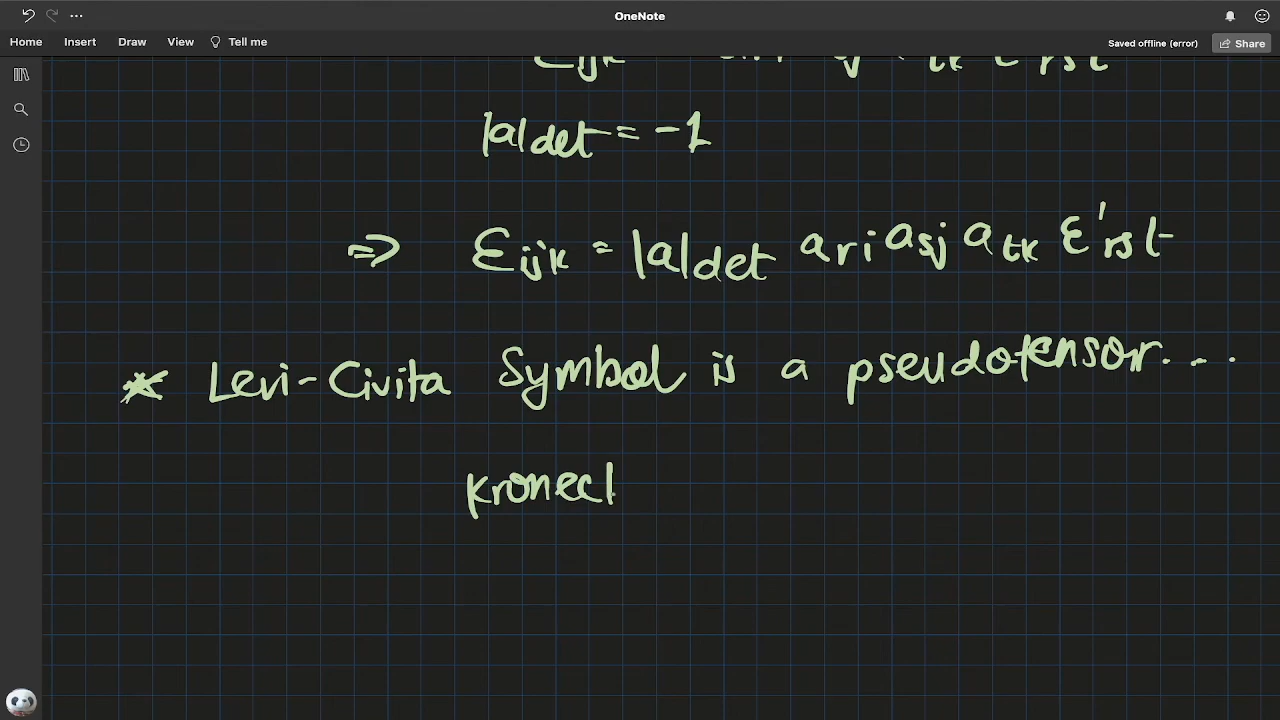 OneNote
Home Insert Draw View Tell me Saved offline (error) Share
εijk
|a|det = -1
⇒ εijk = |a|det ari asj atk ε'rst
* Levi-Civita Symbol is a pseudotensor...
kronecl